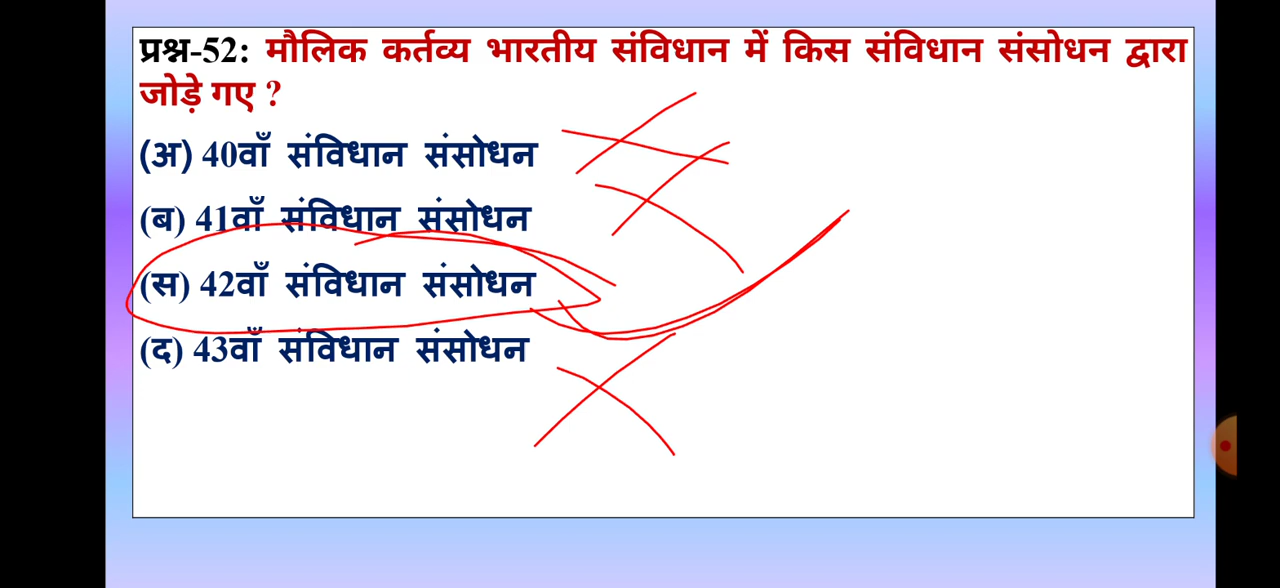 प्रश्न-52: मौलिक कर्तव्य भारतीय संविधान में किस संविधान संसोधन द्वारा
जोड़े गए ?
(अ) 40वाँ संविधान संसोधन
(ब) 41वाँ संविधान संसोधन
(स) 42वाँ संविधान संसोधन
(द) 43वाँ संविधान संसोधन